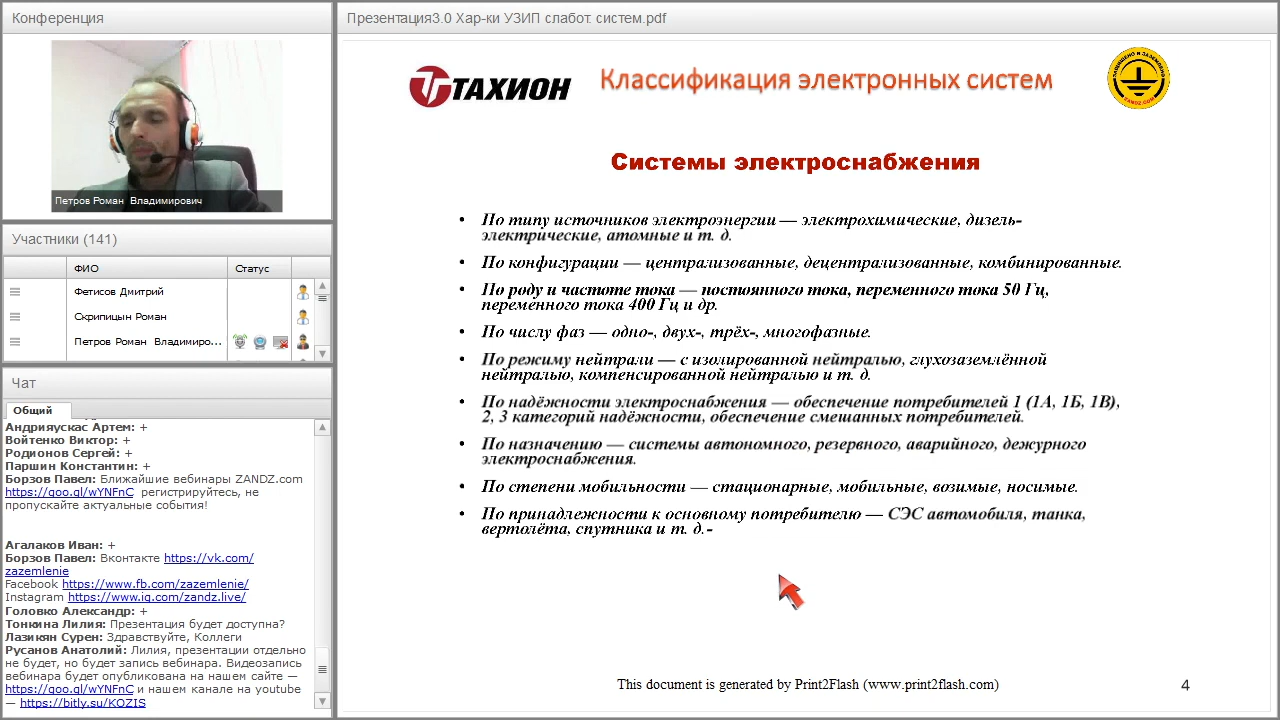 Конференция
Петров Роман  Владимирович
Участники (141)
ФИО
Статус
Фетисов Дмитрий
Скрипицын Роман
Петров Роман  Владимиро...
Чат
Общий
Андрияускас Артем: +
Войтенко Виктор: +
Родионов Сергей: +
Паршин Константин: +
Борзов Павел: Ближайшие вебинары ZANDZ.com
https://goo.gl/wYNFnC  регистрируйтесь, не
пропускайте актуальные события!
Агалаков Иван: +
Борзов Павел: Вконтакте https://vk.com/
zazemlenie
Facebook https://www.fb.com/zazemlenie/
Instagram https://www.ig.com/zandz.live/
Головко Александр: +
Тонкина Лилия: Презентация будет доступна?
Лазикян Сурен: Здравствуйте, Коллеги
Русанов Анатолий: Лилия, презентации отдельно
не будет, но будет запись вебинара. Видеозапись
вебинара будет опубликована на нашем сайте —
https://goo.gl/wYNFnC и нашем канале на youtube
— https://bitly.su/KOZIS
Презентация3.0 Хар-ки УЗИП слабот. систем.pdf
ТАХИОН
Классификация электронных систем
ZANDZ.COM
Системы электроснабжения
• По типу источников электроэнергии — электрохимические, дизель-
электрические, атомные и т. д.
• По конфигурации — централизованные, децентрализованные, комбинированные.
• По роду и частоте тока — постоянного тока, переменного тока 50 Гц,
переменного тока 400 Гц и др.
• По числу фаз — одно-, двух-, трёх-, многофазные.
• По режиму нейтрали — с изолированной нейтралью, глухозаземлённой
нейтралью, компенсированной нейтралью и т. д.
• По надёжности электроснабжения — обеспечение потребителей 1 (1А, 1Б, 1В),
2, 3 категорий надёжности, обеспечение смешанных потребителей.
• По назначению — системы автономного, резервного, аварийного, дежурного
электроснабжения.
• По степени мобильности — стационарные, мобильные, возимые, носимые.
• По принадлежности к основному потребителю — СЭС автомобиля, танка,
вертолёта, спутника и т. д.-
This document is generated by Print2Flash (www.print2flash.com)
4